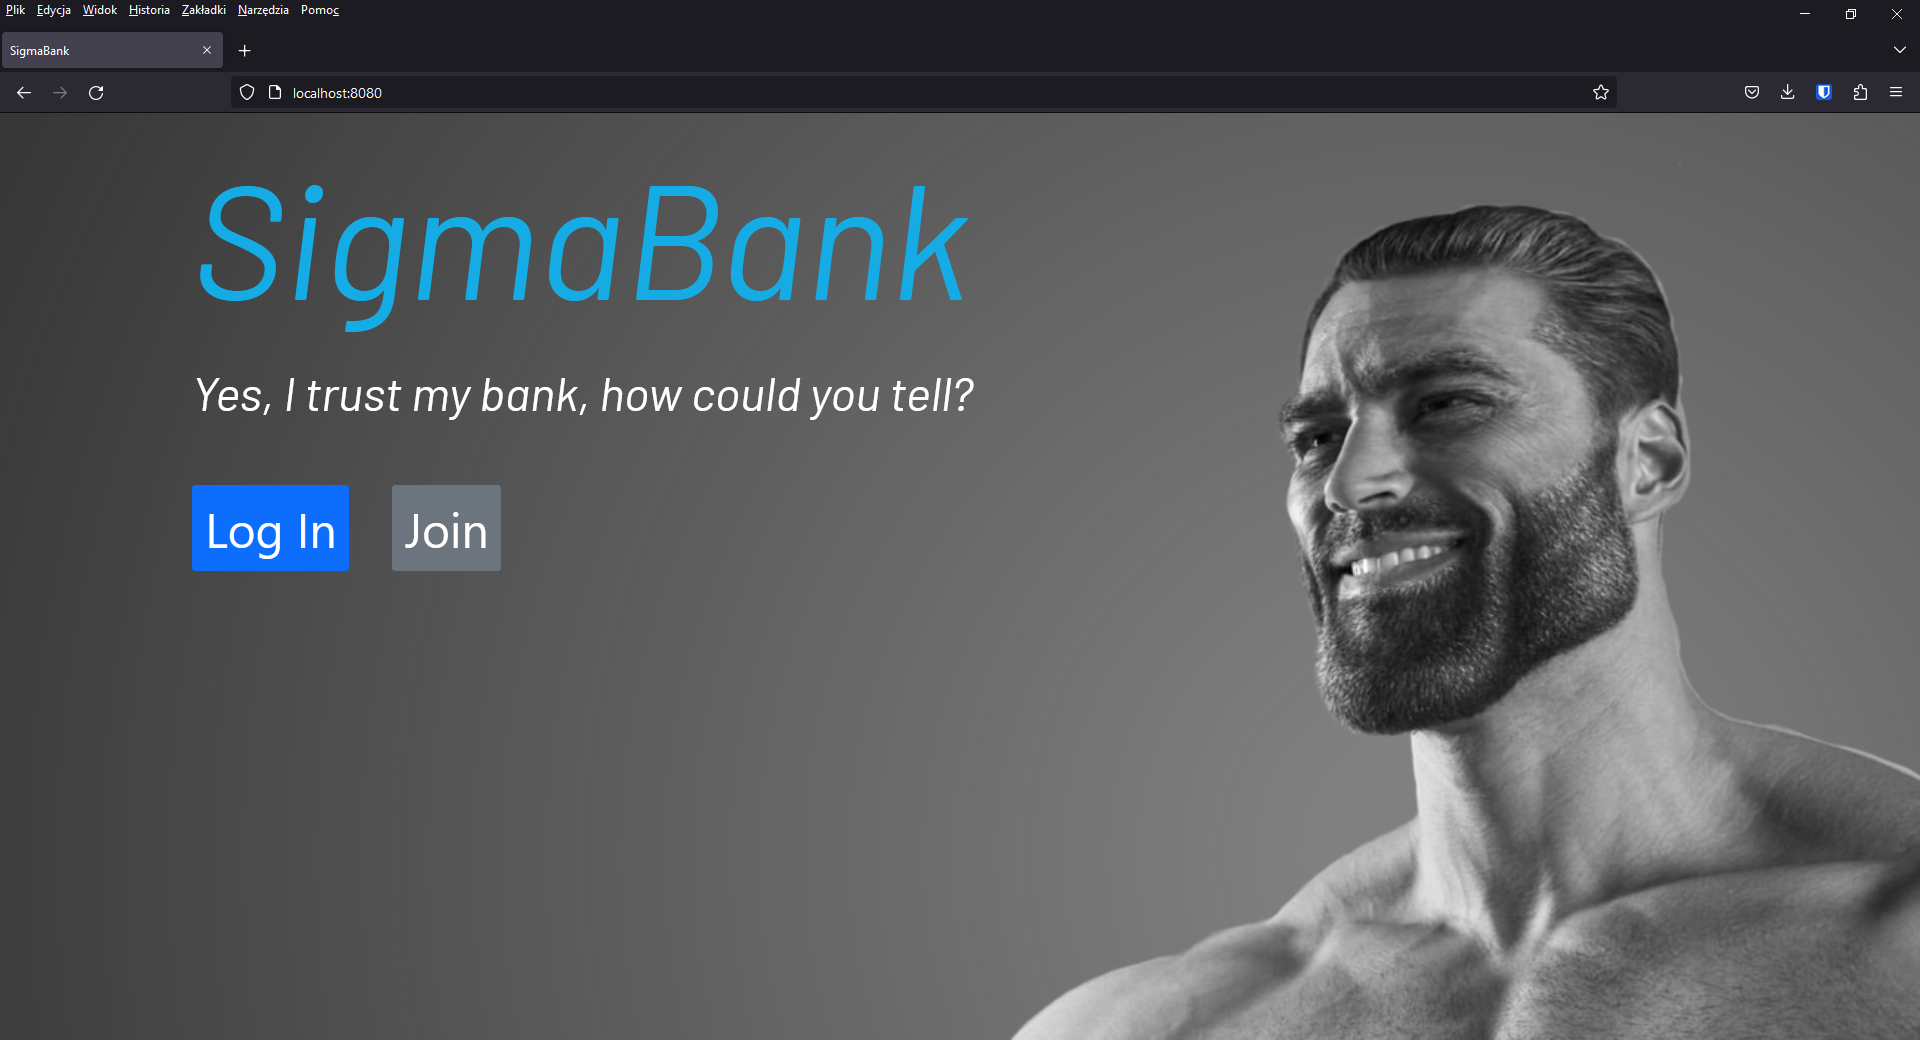 Plik Edycja Widok Historia Zakładki Narzędzia Pomoc
SigmaBank
localhost:8080
SigmaBank
Yes, I trust my bank, how could you tell?
Log In Join